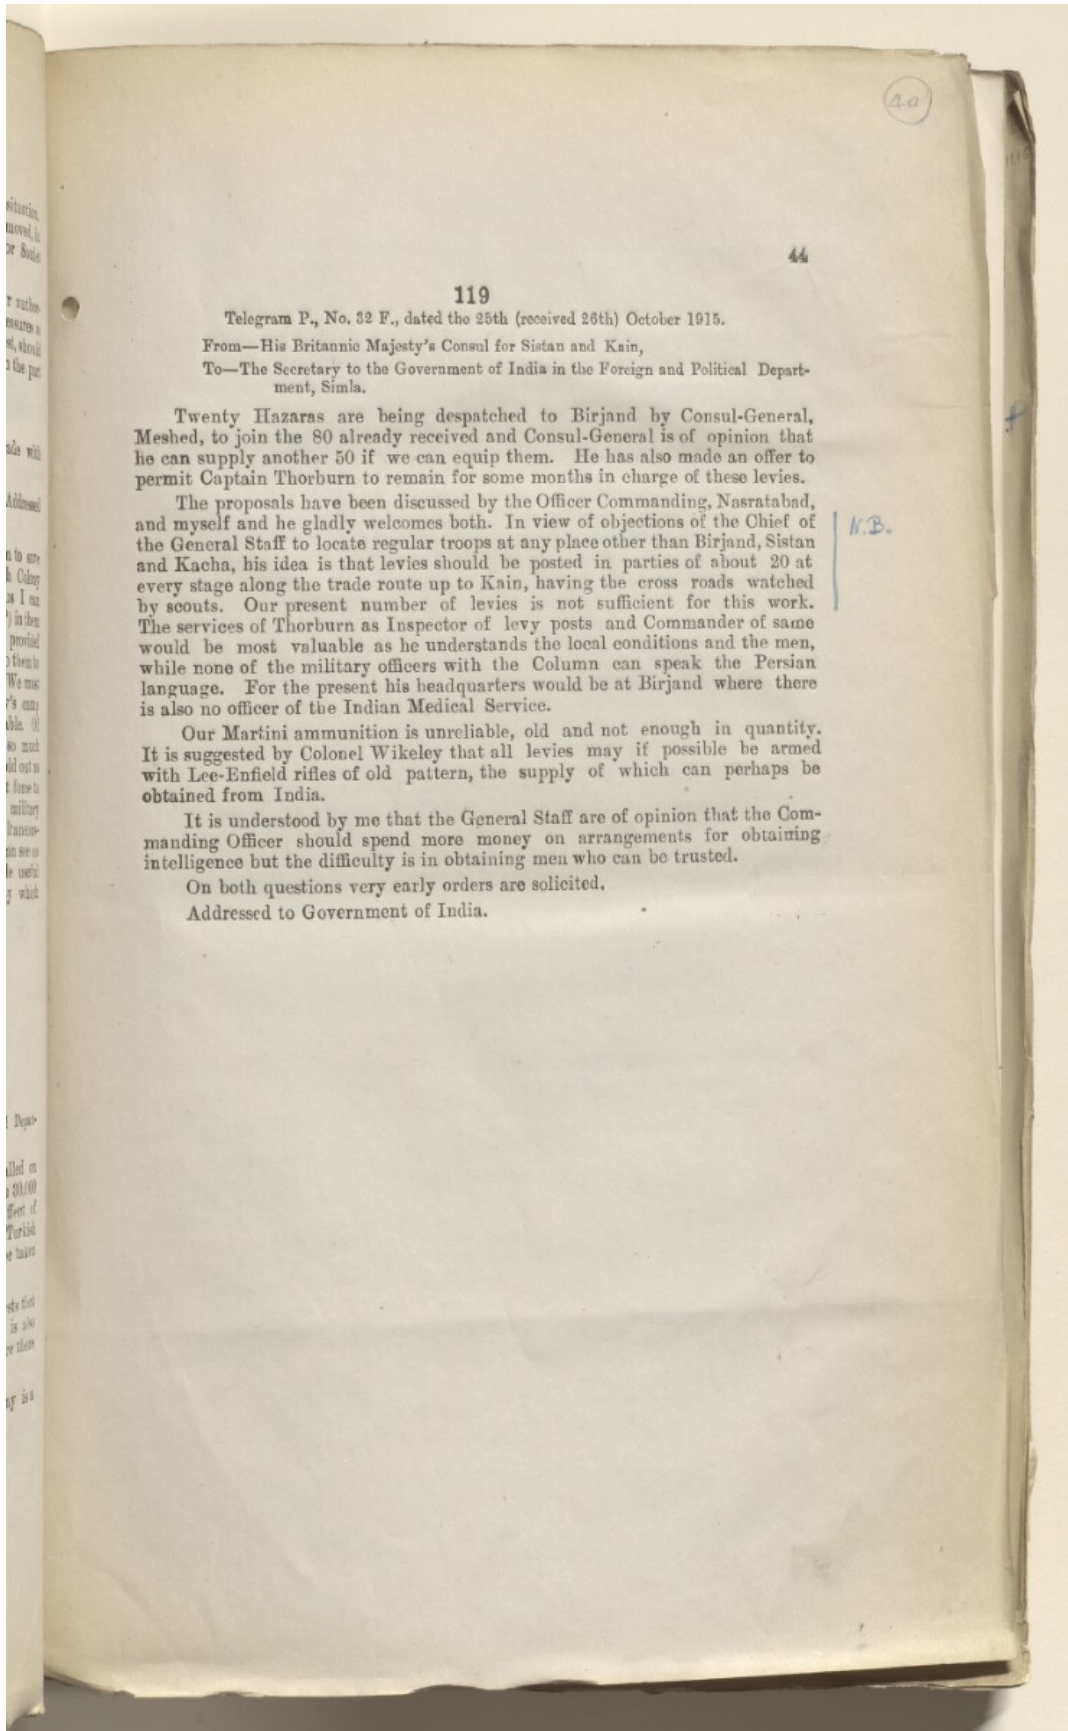 40
44
119
Telegram P., No. 32 F., dated the 25th (received 26th) October 1915.
From—His Britannic Majesty's Consul for Sistan and Kain,
To—The Secretary to the Government of India in the Foreign and Political Depart-
ment, Simla.
Twenty Hazaras are being despatched to Birjand by Consul-General,
Meshed, to join the 80 already received and Consul-General is of opinion that
he can supply another 50 if we can equip them. He has also made an offer to
permit Captain Thorburn to remain for some months in charge of these levies.
The proposals have been discussed by the Officer Commanding, Nasratabad,
and myself and he gladly welcomes both. In view of objections of the Chief of
the General Staff to locate regular troops at any place other than Birjand, Sistan
and Kacha, his idea is that levies should be posted in parties of about 20 at
every stage along the trade route up to Kain, having the cross roads watched
by scouts. Our present number of levies is not sufficient for this work.
The services of Thorburn as Inspector of levy posts and Commander of same
would be most valuable as he understands the local conditions and the men,
while none of the military officers with the Column can speak the Persian
language. For the present his headquarters would be at Birjand where there
is also no officer of the Indian Medical Service.
N.B.
Our Martini ammunition is unreliable, old and not enough in quantity.
It is suggested by Colonel Wikeley that all levies may if possible be armed
with Lee-Enfield rifles of old pattern, the supply of which can perhaps be
obtained from India.
It is understood by me that the General Staff are of opinion that the Com-
manding Officer should spend more money on arrangements for obtaining
intelligence but the difficulty is in obtaining men who can be trusted.
On both questions very early orders are solicited.
Addressed to Government of India.